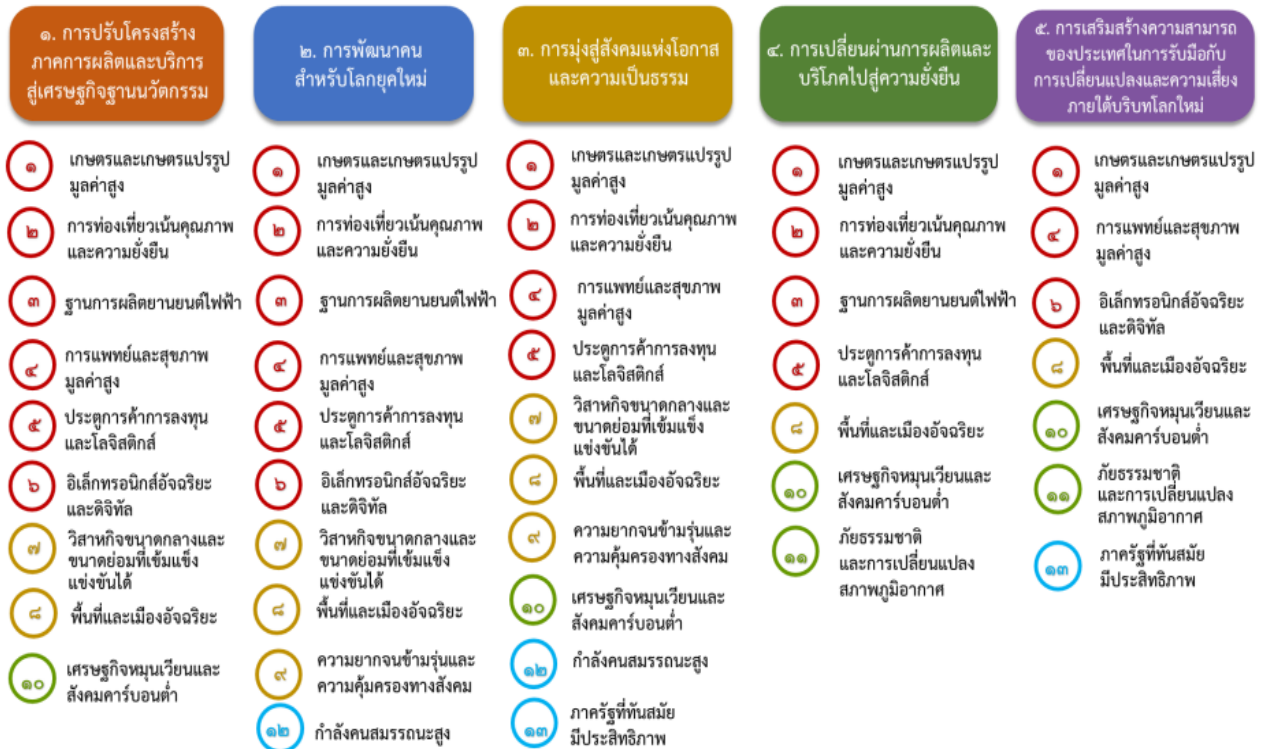 ๑. การปรับโครงสร้าง
ภาคการผลิตและบริการ
สู่เศรษฐกิจฐานนวัตกรรม
๑
เกษตรและเกษตรแปรรูป
มูลค่าสูง
๒
การท่องเที่ยวเน้นคุณภาพ
และความยั่งยืน
๓
ฐานการผลิตยานยนต์ไฟฟ้า
๔
การแพทย์และสุขภาพ
มูลค่าสูง
๕
ประตูการค้าการลงทุน
และโลจิสติกส์
๖
อิเล็กทรอนิกส์อัจฉริยะ
และดิจิทัล
๗
วิสาหกิจขนาดกลางและ
ขนาดย่อมที่เข้มแข็ง
แข่งขันได้
๘
พื้นที่และเมืองอัจฉริยะ
๑๐
เศรษฐกิจหมุนเวียนและ
สังคมคาร์บอนต่ำ
๒. การพัฒนาคน
สำหรับโลกยุคใหม่
๑
เกษตรและเกษตรแปรรูป
มูลค่าสูง
๒
การท่องเที่ยวเน้นคุณภาพ
และความยั่งยืน
๓
ฐานการผลิตยานยนต์ไฟฟ้า
๔
การแพทย์และสุขภาพ
มูลค่าสูง
๕
ประตูการค้าการลงทุน
และโลจิสติกส์
๖
อิเล็กทรอนิกส์อัจฉริยะ
และดิจิทัล
๗
วิสาหกิจขนาดกลางและ
ขนาดย่อมที่เข้มแข็ง
แข่งขันได้
๘
พื้นที่และเมืองอัจฉริยะ
๙
ความยากจนข้ามรุ่นและ
ความคุ้มครองทางสังคม
๑๒
กำลังคนสมรรถนะสูง
๓. การมุ่งสู่สังคมแห่งโอกาส
และความเป็นธรรม
๑
เกษตรและเกษตรแปรรูป
มูลค่าสูง
๒
การท่องเที่ยวเน้นคุณภาพ
และความยั่งยืน
๔
การแพทย์และสุขภาพ
มูลค่าสูง
๕
ประตูการค้าการลงทุน
และโลจิสติกส์
๗
วิสาหกิจขนาดกลางและ
ขนาดย่อมที่เข้มแข็ง
แข่งขันได้
๘
พื้นที่และเมืองอัจฉริยะ
๙
ความยากจนข้ามรุ่นและ
ความคุ้มครองทางสังคม
๑๐
เศรษฐกิจหมุนเวียนและ
สังคมคาร์บอนต่ำ
๑๒
กำลังคนสมรรถนะสูง
๑๓
ภาครัฐที่ทันสมัย
มีประสิทธิภาพ
๔. การเปลี่ยนผ่านการผลิตและ
บริโภคไปสู่ความยั่งยืน
๑
เกษตรและเกษตรแปรรูป
มูลค่าสูง
๒
การท่องเที่ยวเน้นคุณภาพ
และความยั่งยืน
๓
ฐานการผลิตยานยนต์ไฟฟ้า
๕
ประตูการค้าการลงทุน
และโลจิสติกส์
๘
พื้นที่และเมืองอัจฉริยะ
๑๐
เศรษฐกิจหมุนเวียนและ
สังคมคาร์บอนต่ำ
๑๑
ภัยธรรมชาติ
และการเปลี่ยนแปลง
สภาพภูมิอากาศ
๕. การเสริมสร้างความสามารถ
ของประเทศในการรับมือกับ
การเปลี่ยนแปลงและความเสี่ยง
ภายใต้บริบทโลกใหม่
๑
เกษตรและเกษตรแปรรูป
มูลค่าสูง
๔
การแพทย์และสุขภาพ
มูลค่าสูง
๖
อิเล็กทรอนิกส์อัจฉริยะ
และดิจิทัล
๘
พื้นที่และเมืองอัจฉริยะ
๑๐
เศรษฐกิจหมุนเวียนและ
สังคมคาร์บอนต่ำ
๑๑
ภัยธรรมชาติ
และการเปลี่ยนแปลง
สภาพภูมิอากาศ
๑๓
ภาครัฐที่ทันสมัย
มีประสิทธิภาพ